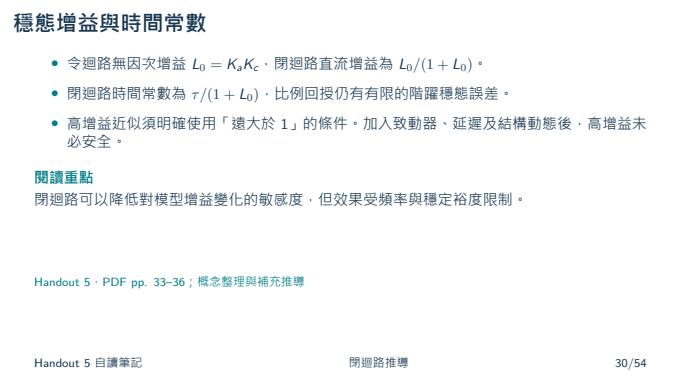 穩態增益與時間常數
• 令迴路無因次增益 L₀ = KₐK_c，閉迴路直流增益為 L₀/(1 + L₀)。
• 閉迴路時間常數為 τ/(1 + L₀)，比例回授仍有有限的階躍穩態誤差。
• 高增益近似須明確使用「遠大於 1」的條件。加入致動器、延遲及結構動態後，高增益未
必安全。
閱讀重點
閉迴路可以降低對模型增益變化的敏感度，但效果受頻率與穩定裕度限制。
Handout 5 · PDF pp. 33–36；概念整理與補充推導
Handout 5 自讀筆記 閉迴路推導 30/54